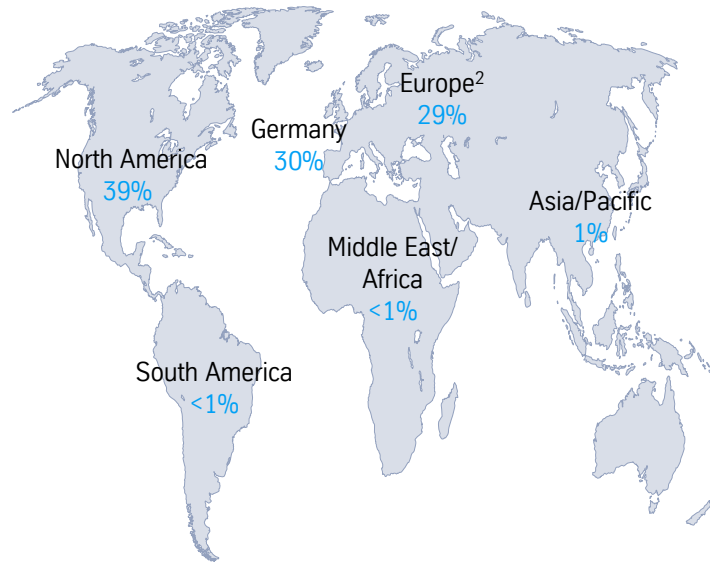 Europe²
29%
Germany
30%
North America
39%
Asia/Pacific
1%
Middle East/
Africa
<1%
South America
<1%